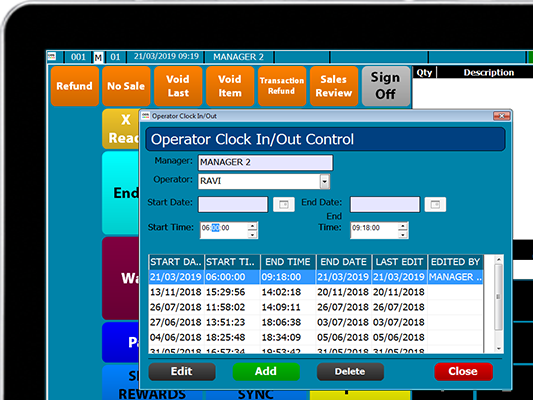 001 M 01 21/03/2019 09:19 MANAGER 2
Refund No Sale Void Last Void Item Transaction Refund Sales Review Sign Off Qty Description
X
Operator Clock In/Out
Operator Clock In/Out Control
Manager: MANAGER 2
Operator: RAVI
Start Date: End Date:
Start Time: 06:00:00 End Time: 09:18:00
START DA.. START TI.. END TIME END DATE LAST EDIT EDITED BY
21/03/2019 06:00:00 09:18:00 21/03/2019 21/03/2019 MANAGER ..
13/11/2018 15:29:56 14:02:18 20/11/2018 20/11/2018
26/07/2018 11:58:02 14:09:11 26/07/2018 26/07/2018
27/06/2018 13:51:23 18:06:38 03/07/2018 03/07/2018
04/06/2018 18:25:48 18:34:09 05/06/2018 05/06/2018
31/05/2018 16:57:34 19:53:42 31/05/2018 31/05/2018
Edit Add Delete Close
REWARDS SYNC